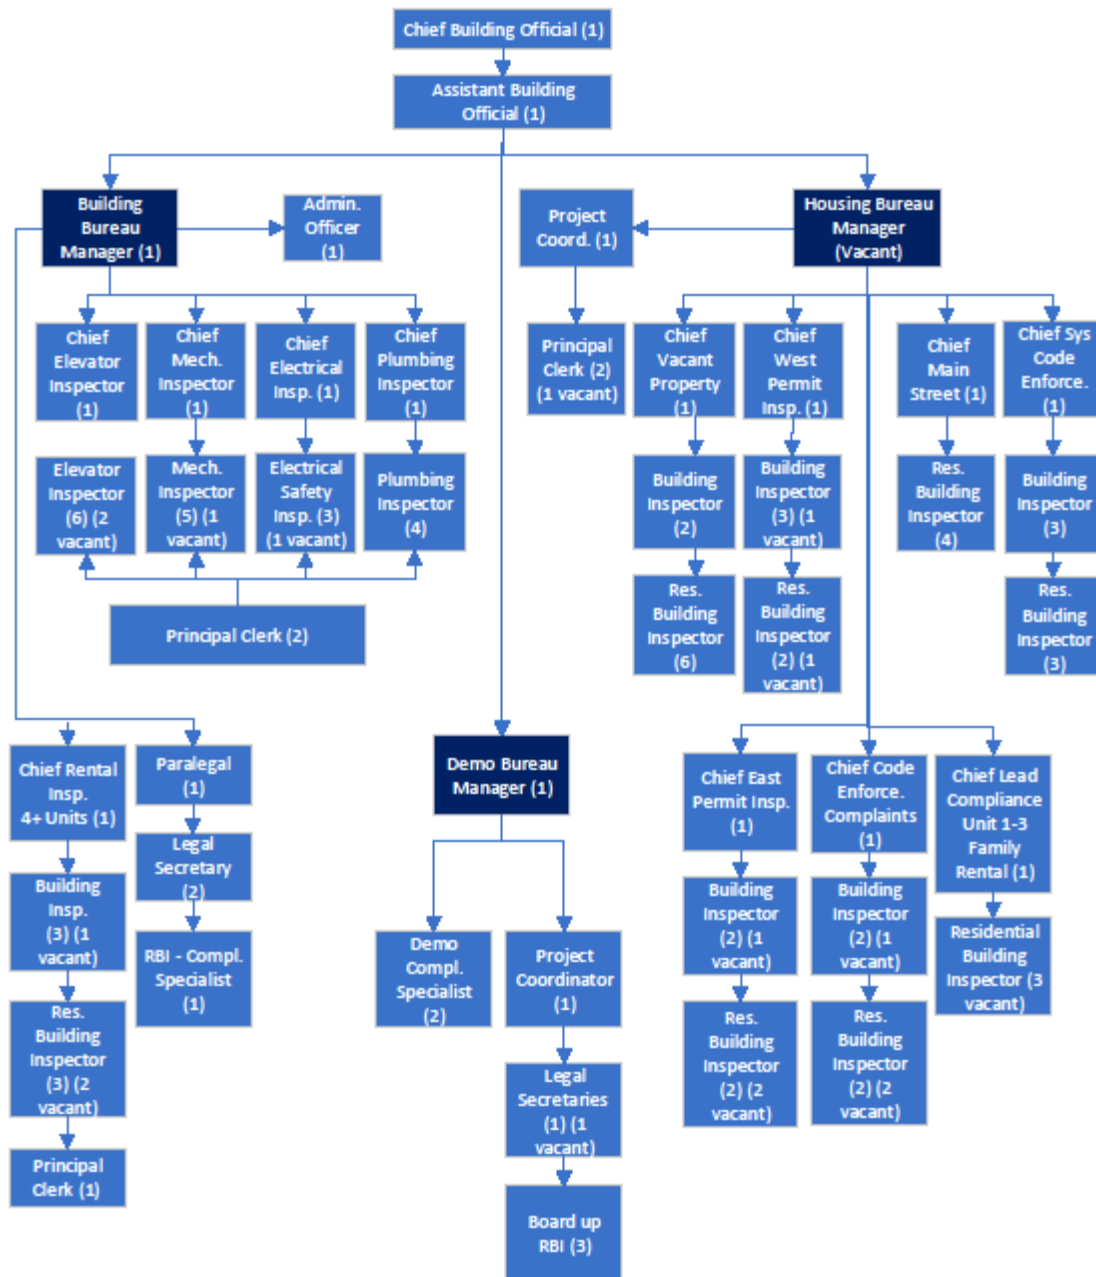 Chief Building Official (1)
Assistant Building
Official (1)
Building
Bureau
Manager (1)
Admin.
Officer
(1)
Project
Coord. (1)
Housing Bureau
Manager
(Vacant)
Chief
Elevator
Inspector
(1)
Chief
Mech.
Inspector
(1)
Chief
Electrical
Insp. (1)
Chief
Plumbing
Inspector
(1)
Principal
Clerk (2)
(1 vacant)
Chief
Vacant
Property
(1)
Chief
West
Permit
Insp. (1)
Chief
Main
Street (1)
Chief Sys
Code
Enforce.
(1)
Elevator
Inspector
(6) (2
vacant)
Mech.
Inspector
(5) (1
vacant)
Electrical
Safety
Insp. (3)
(1 vacant)
Plumbing
Inspector
(4)
Building
Inspector
(2)
Building
Inspector
(3) (1
vacant)
Res.
Building
Inspector
(4)
Building
Inspector
(3)
Principal Clerk (2)
Res.
Building
Inspector
(6)
Res.
Building
Inspector
(2) (1
vacant)
Res.
Building
Inspector
(3)
Chief Rental
Insp.
4+ Units (1)
Paralegal
(1)
Demo Bureau
Manager (1)
Chief East
Permit Insp.
(1)
Chief Code
Enforce.
Complaints
(1)
Chief Lead
Compliance
Unit 1-3
Family
Rental (1)
Legal
Secretary
(2)
Building
Insp.
(3) (1
vacant)
RBI - Compl.
Specialist
(1)
Demo
Compl.
Specialist
(2)
Project
Coordinator
(1)
Building
Inspector
(2) (1
vacant)
Building
Inspector
(2) (1
vacant)
Residential
Building
Inspector (3
vacant)
Res.
Building
Inspector
(3) (2
vacant)
Legal
Secretaries
(1) (1
vacant)
Res.
Building
Inspector
(2) (2
vacant)
Res.
Building
Inspector
(2) (2
vacant)
Principal
Clerk (1)
Board up
RBI (3)